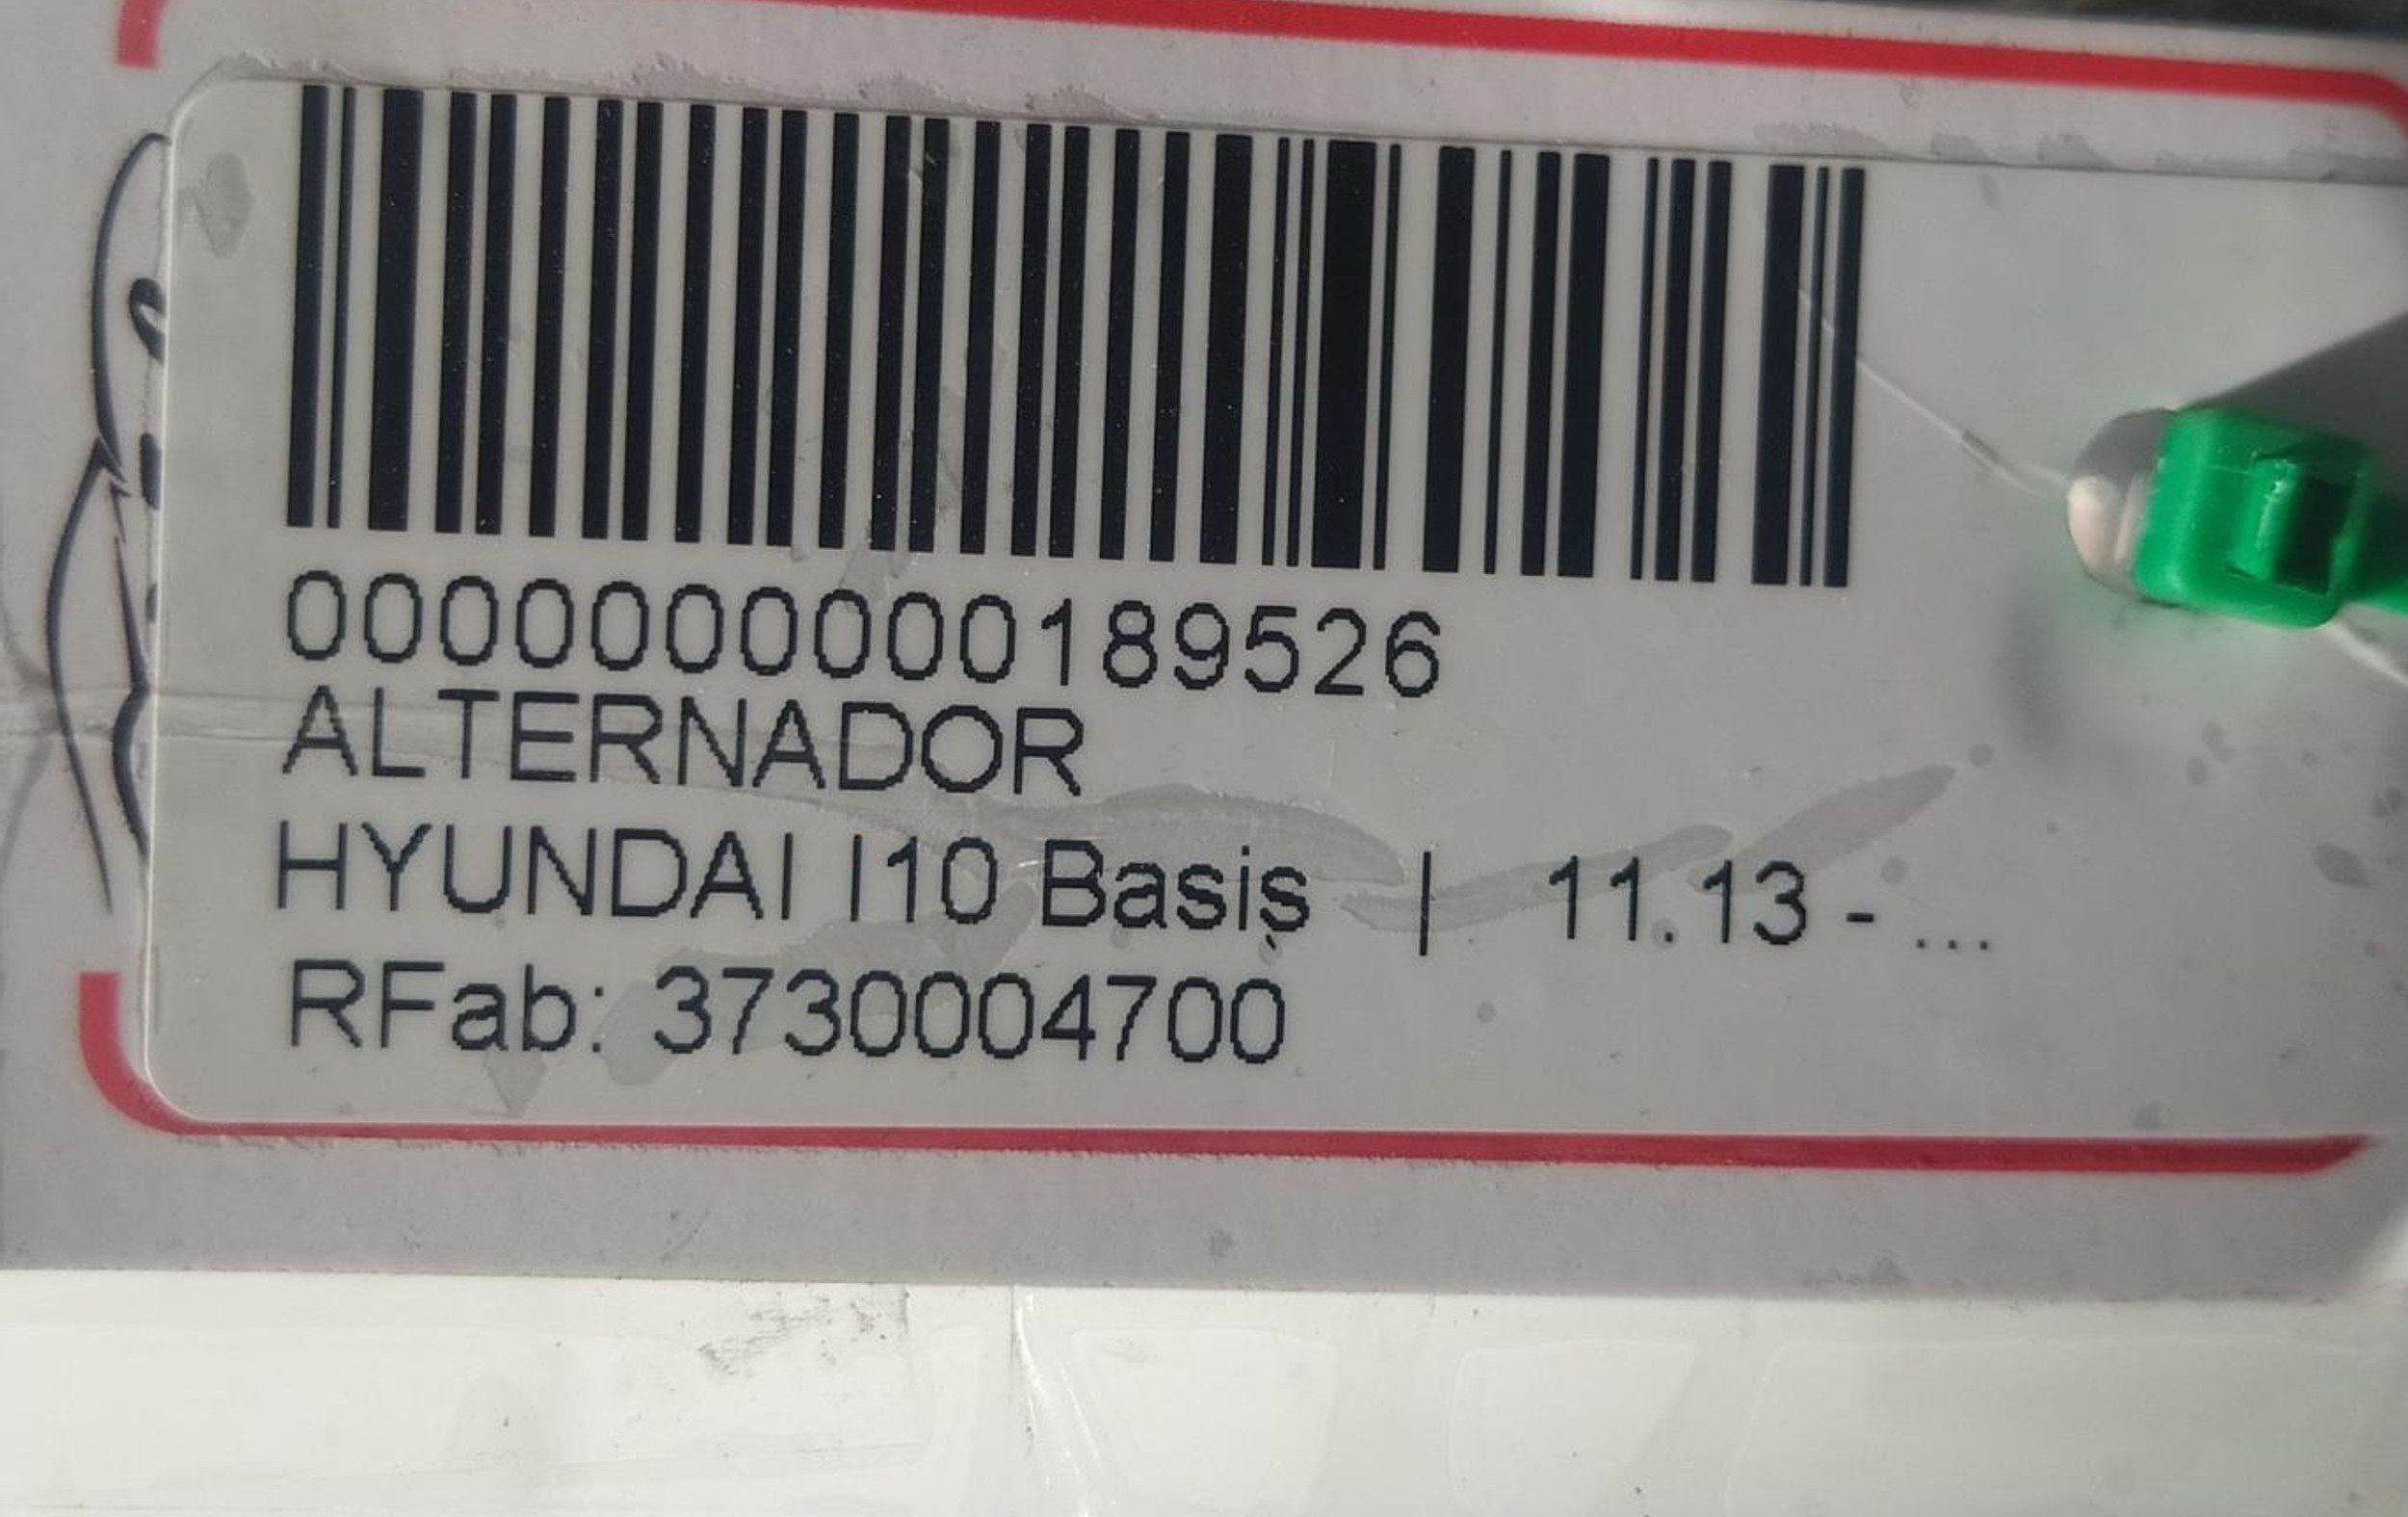 0000000000189526
ALTERNADOR
HYUNDAI I10 Basis | 11.13 - ...
RFab: 3730004700